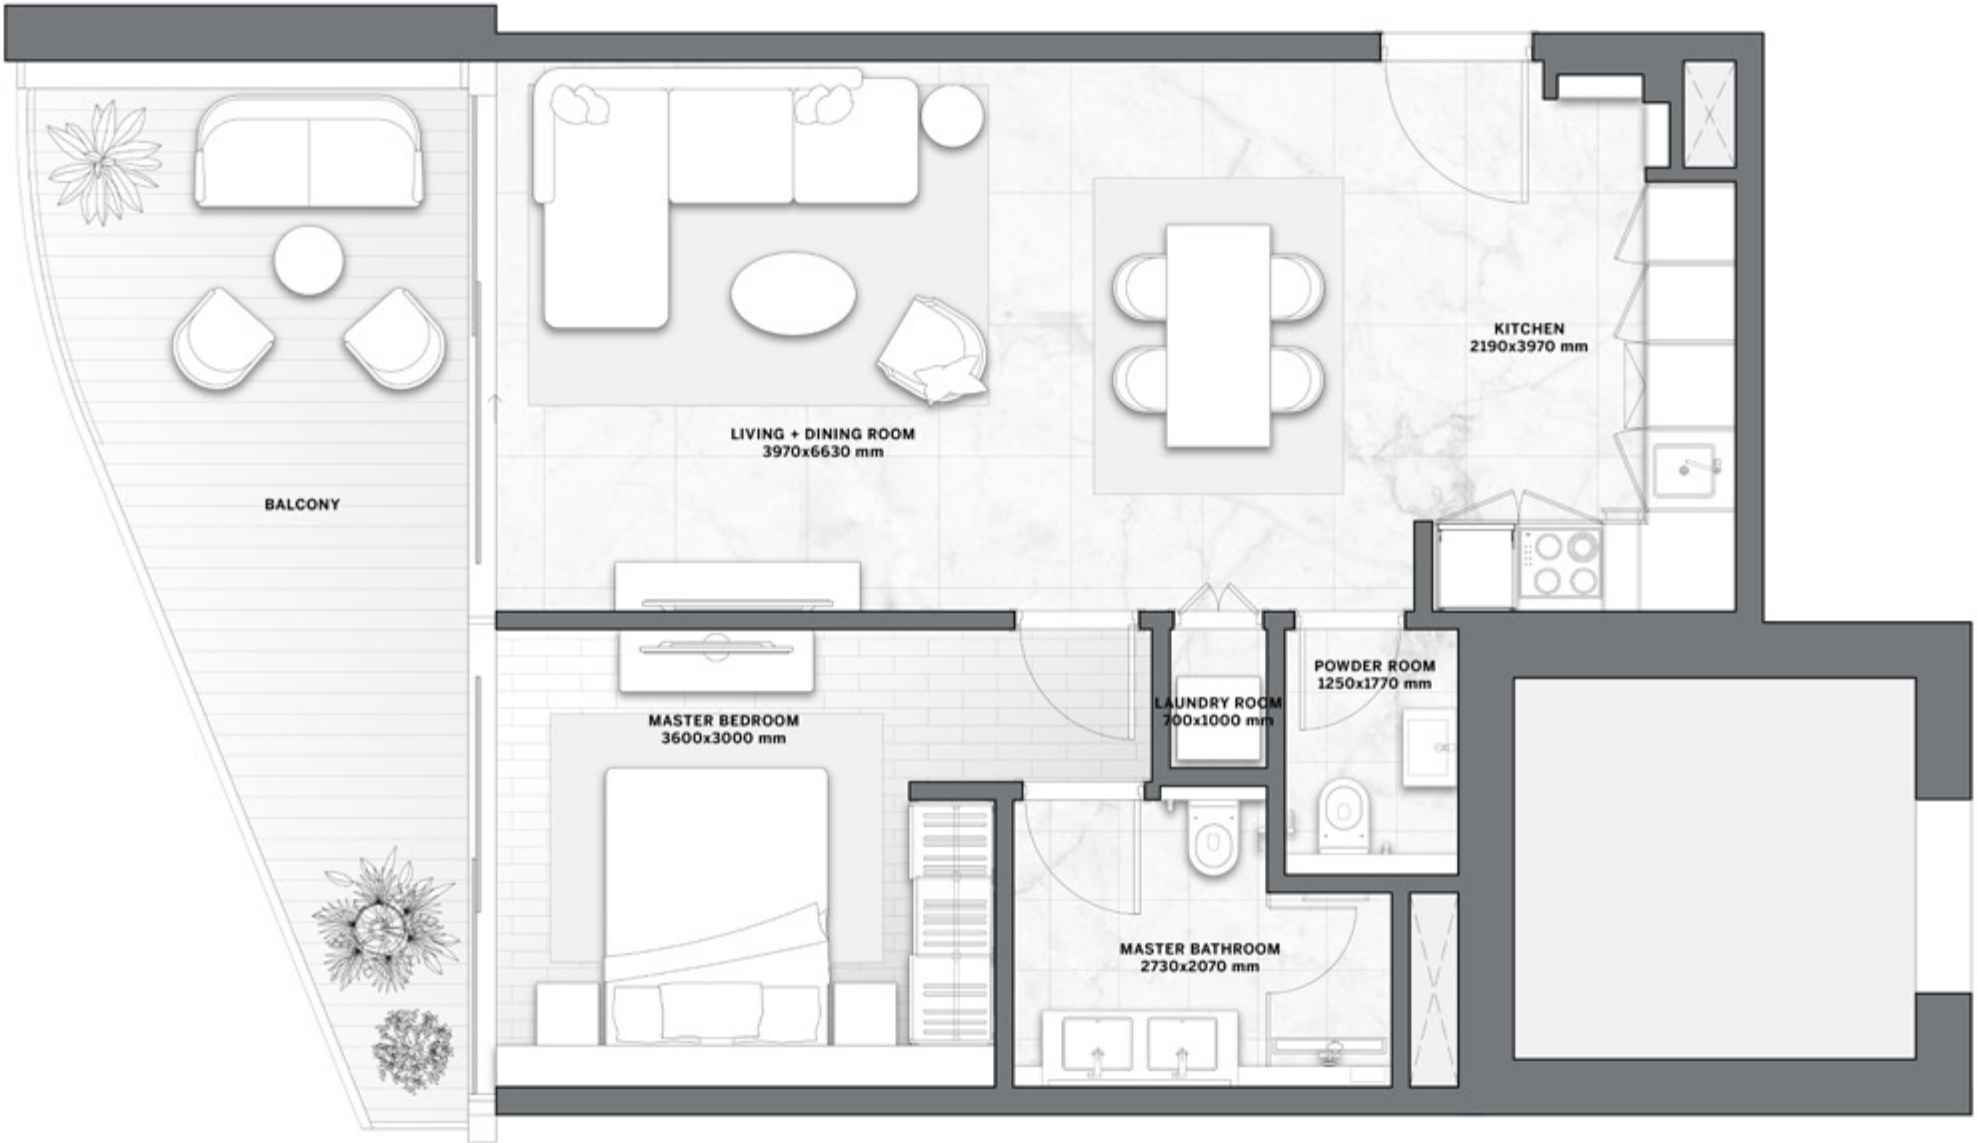 KITCHEN
2190x3970 mm
LIVING + DINING ROOM
3970x6630 mm
BALCONY
POWDER ROOM
1250x1770 mm
LAUNDRY ROOM
700x1000 mm
MASTER BEDROOM
3600x3000 mm
MASTER BATHROOM
2730x2070 mm